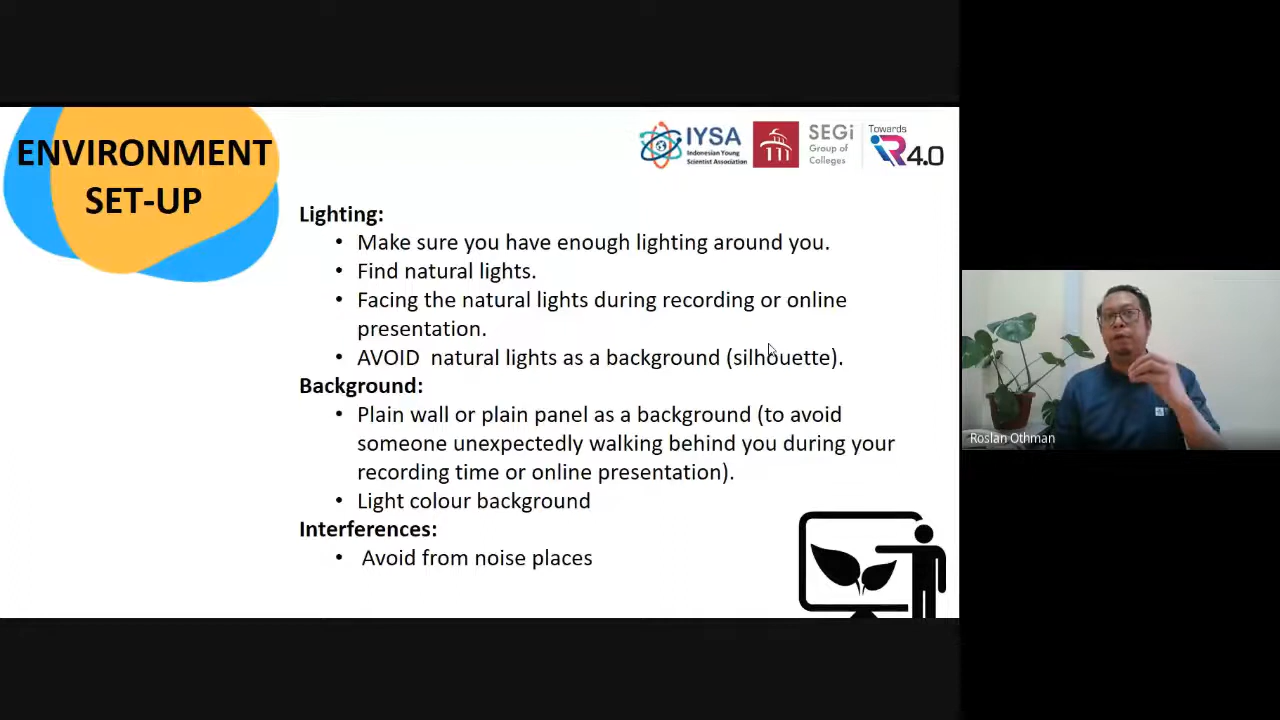 ENVIRONMENT
SET-UP
IYSA
Indonesian Young
Scientist Association
SEGi
Group of
Colleges
Towards
IR 4.0
Lighting:
• Make sure you have enough lighting around you.
• Find natural lights.
• Facing the natural lights during recording or online
presentation.
• AVOID  natural lights as a background (silhouette).
Background:
• Plain wall or plain panel as a background (to avoid
someone unexpectedly walking behind you during your
recording time or online presentation).
• Light colour background
Interferences:
• Avoid from noise places
Roslan Othman